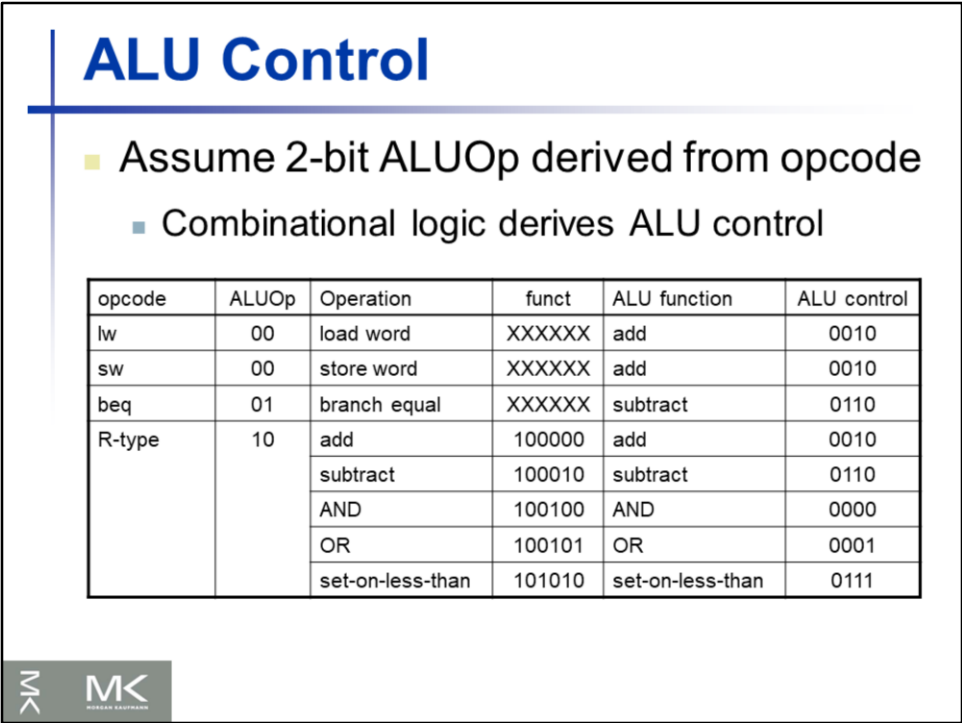 ALU Control
Assume 2-bit ALUOp derived from opcode
Combinational logic derives ALU control
opcode ALUOp Operation funct ALU function ALU control
lw 00 load word XXXXXX add 0010
sw 00 store word XXXXXX add 0010
beq 01 branch equal XXXXXX subtract 0110
R-type 10 add 100000 add 0010
subtract 100010 subtract 0110
AND 100100 AND 0000
OR 100101 OR 0001
set-on-less-than 101010 set-on-less-than 0111
MK MK
MORGAN KAUFMANN